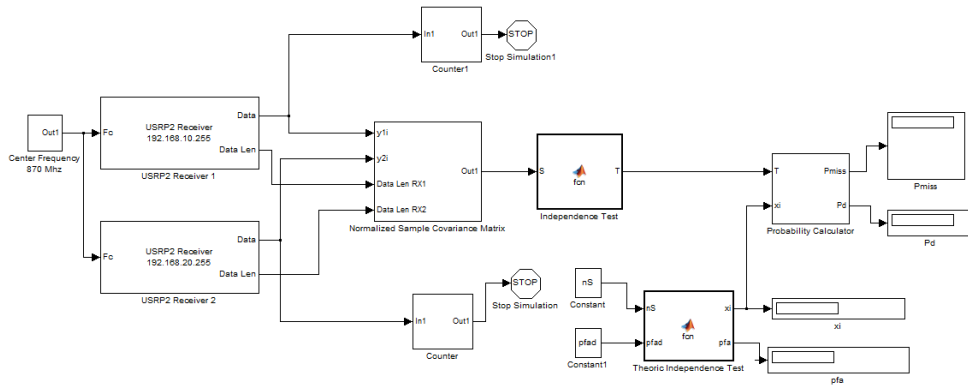 In1
Out1
Counter1
STOP
Stop Simulation1
Out1
Center Frequency
870 Mhz
Fc
USRP2 Receiver
192.168.10.255
Data
Data Len
USRP2 Receiver 1
Fc
USRP2 Receiver
192.168.20.255
Data
Data Len
USRP2 Receiver 2
y1i
y2i
Data Len RX1
Data Len RX2
Out1
Normalized Sample Covariance Matrix
S
fcn
T
Independence Test
T
xi
Pmiss
Pd
Probability Calculator
Pmiss
Pd
In1
Out1
Counter
STOP
Stop Simulation
nS
Constant
pfad
Constant1
nS
pfad
fcn
xi
pfa
Theoric Independence Test
xi
pfa